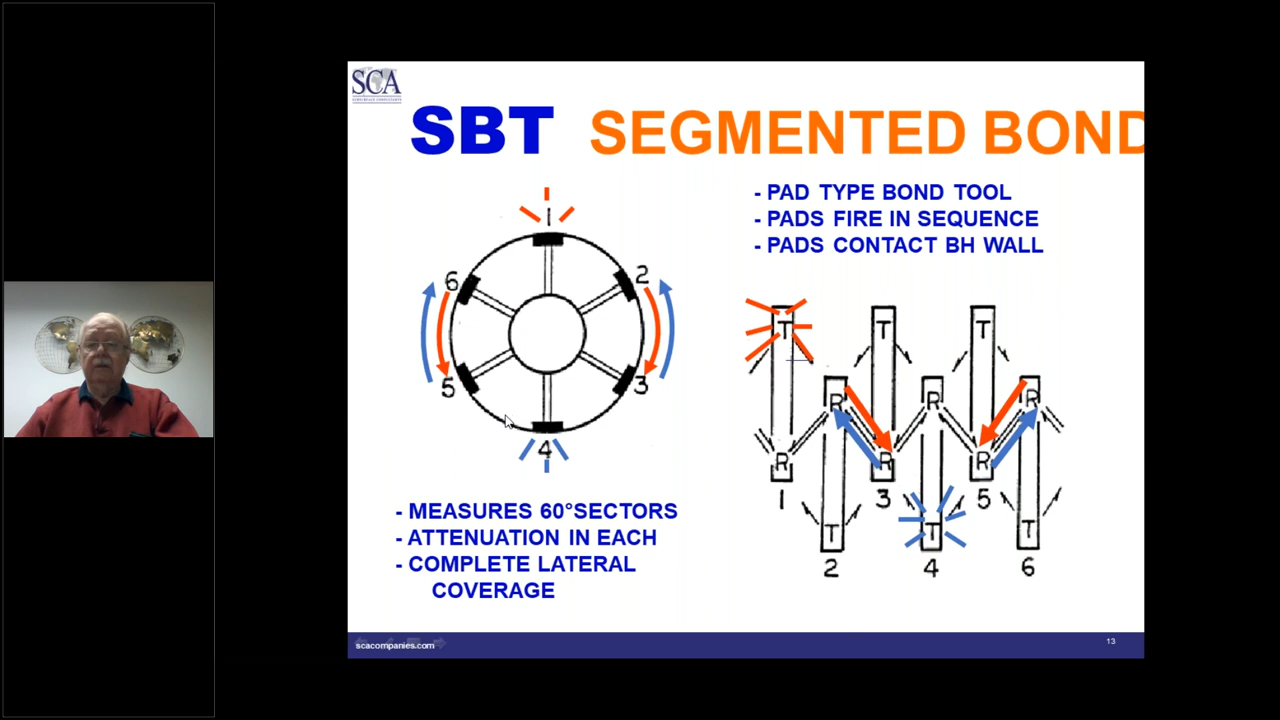 SCA
SUBSURFACE CONSULTANTS
SBT SEGMENTED BOND
- PAD TYPE BOND TOOL
- PADS FIRE IN SEQUENCE
- PADS CONTACT BH WALL
1
6 2
5 3
4
T T T
R R R
R R R
1 3 5
T T T
2 4 6
- MEASURES 60°SECTORS
- ATTENUATION IN EACH
- COMPLETE LATERAL
COVERAGE
scacompanies.com
13